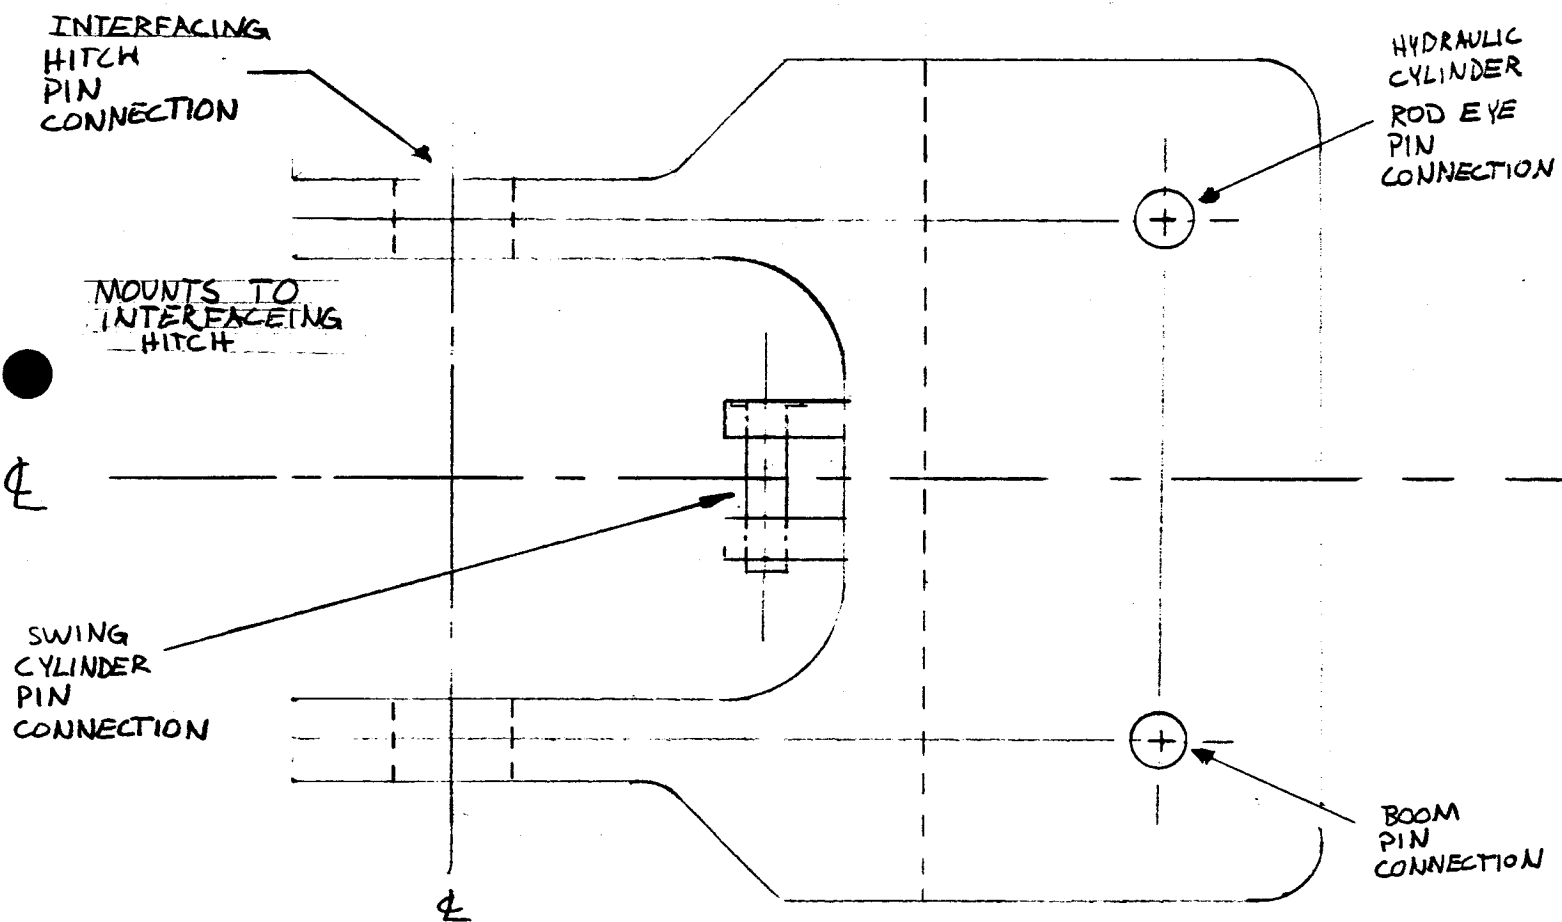 INTERFACING
HITCH
PIN
CONNECTION
HYDRAULIC
CYLINDER
ROD EYE
PIN
CONNECTION
MOUNTS TO
INTERFACEING
HITCH
℄
SWING
CYLINDER
PIN
CONNECTION
BOOM
PIN
CONNECTION
℄